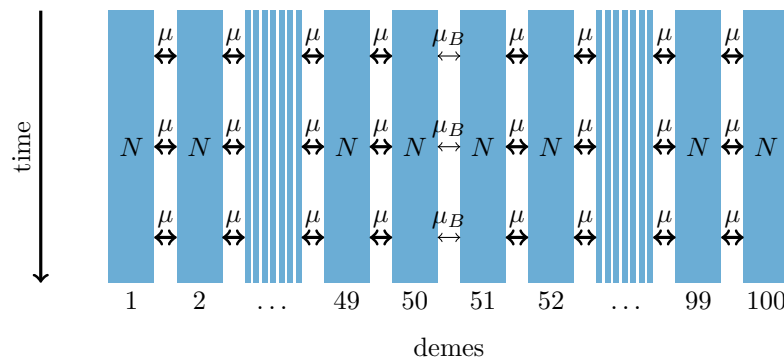 μ μ μ μ μ_B μ μ μ μ
time
μ μ μ μ μ_B μ μ μ μ
N N N N N N N N
μ μ μ μ μ_B μ μ μ μ
1 2 ... 49 50 51 52 ... 99 100
demes